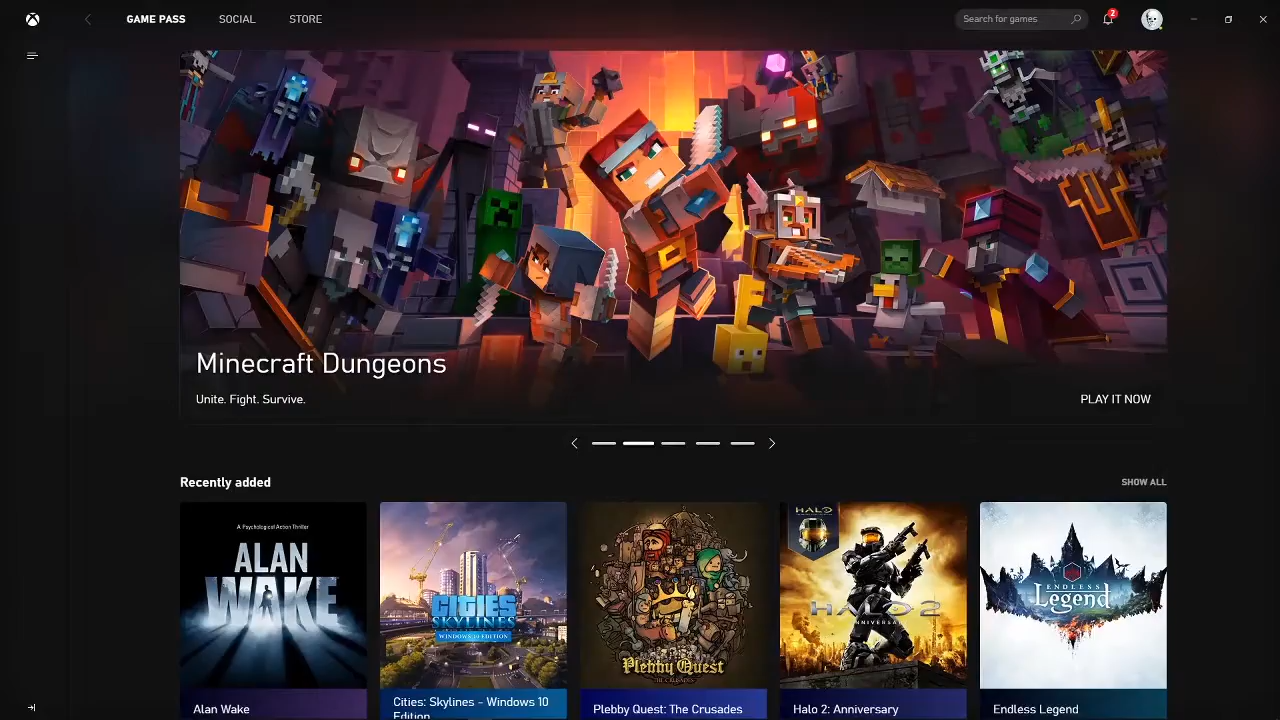 GAME PASS
SOCIAL
STORE
Search for games
2
Minecraft Dungeons
Unite. Fight. Survive.
PLAY IT NOW
Recently added
SHOW ALL
A Psychological Action Thriller
ALAN
WAKE
CITIES
SKYLINES
WINDOWS 10 EDITION
Plebby Quest
THE CRUSADES
HALO
HALO 2
ANNIVERSARY
ENDLESS
Legend
Alan Wake
Cities: Skylines - Windows 10
Edition
Plebby Quest: The Crusades
Halo 2: Anniversary
Endless Legend